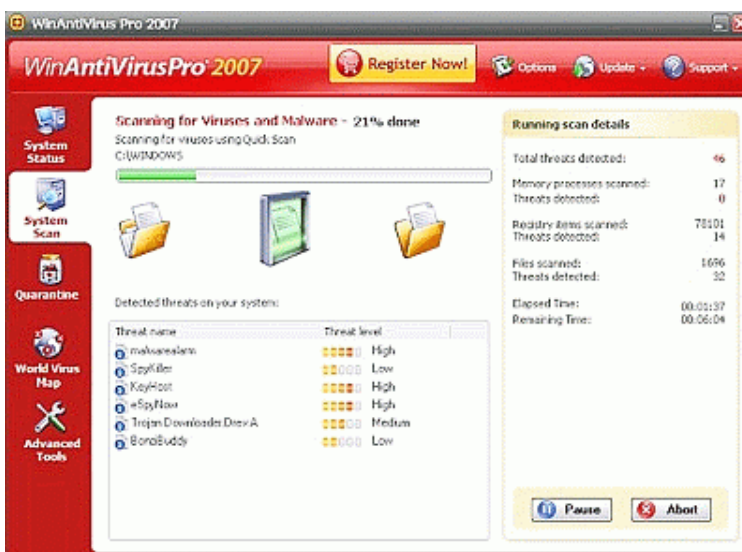 WinAntiVirus Pro 2007
WinAntiVirusPro 2007
Register Now!
Options
Update
Support
System
Status
System
Scan
Quarantine
World Virus
Map
Advanced
Tools
Scanning for Viruses and Malware - 21% done
Scanning for viruses using Quick Scan
C:\WINDOWS
Detected threats on your system:
Threat name Threat level
malwarealarm High
SpyKiller Low
KeyHost High
eSpyNow High
Trojan.Downloader.Drev.A Medium
BonziBuddy Low
Running scan details
Total threats detected: 46
Memory processes scanned: 17
Threats detected: 0
Registry items scanned: 78101
Threats detected: 14
Files scanned: 1696
Threats detected: 32
Elapsed Time: 00:01:37
Remaining Time: 00:06:04
Pause
Abort